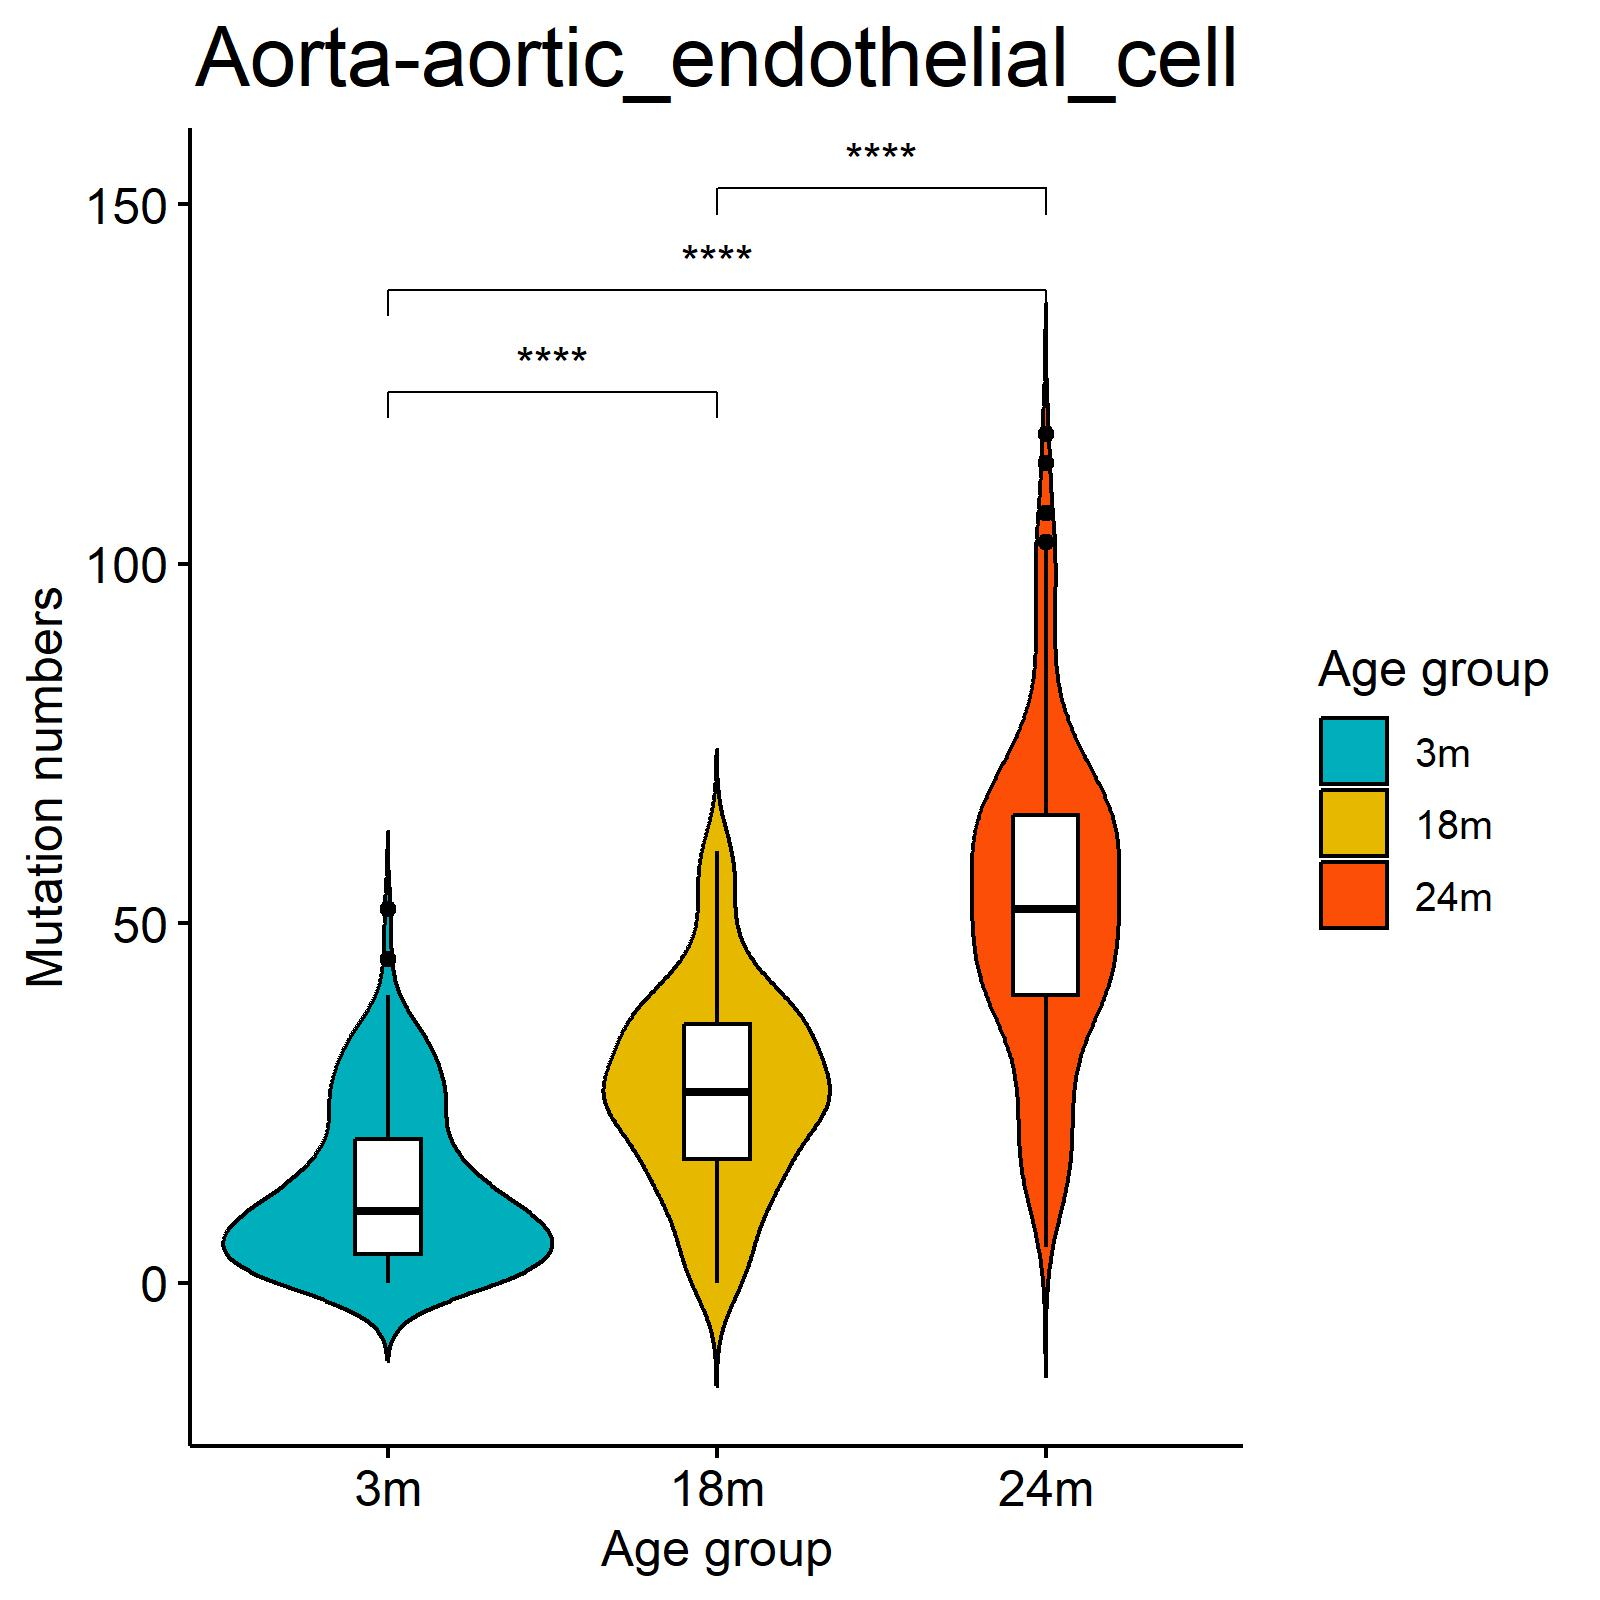 Aorta-aortic_endothelial_cell
****
****
****
150
100
50
0
Mutation numbers
3m
18m
24m
Age group
Age group
3m
18m
24m